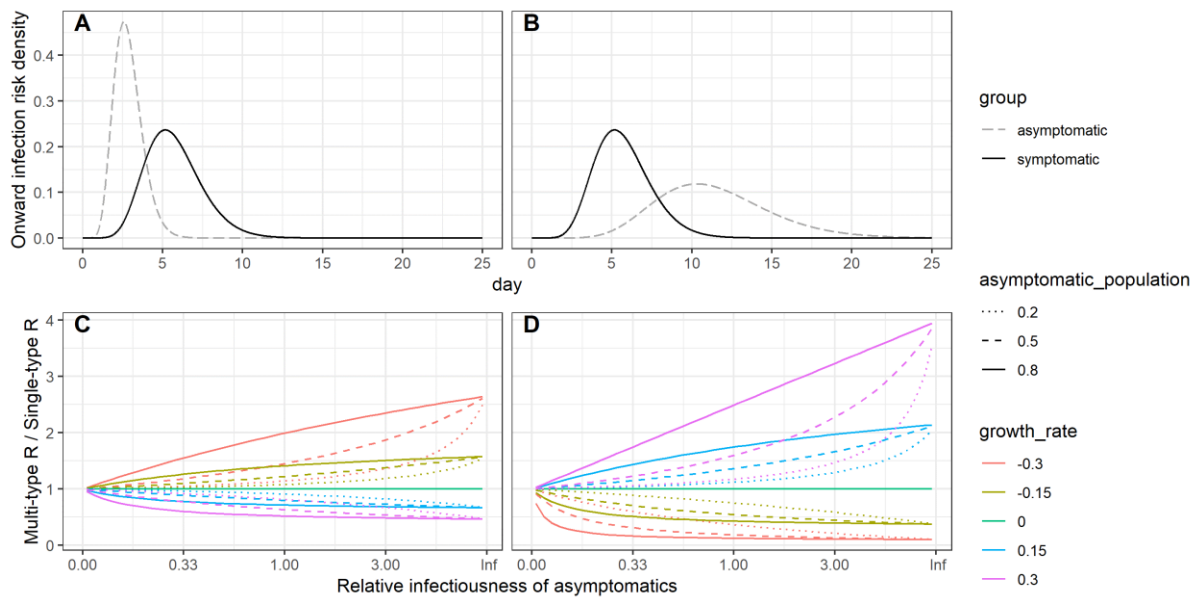 A
B
Onward infection risk density
0.4
0.3
0.2
0.1
0.0
0 5 10 15 20 25
0 5 10 15 20 25
day
group
asymptomatic
symptomatic
C
D
Multi-type R / Single-type R
4
3
2
1
0
0.00 0.33 1.00 3.00 Inf
0.00 0.33 1.00 3.00 Inf
Relative infectiousness of asymptomatics
asymptomatic_population
0.2
0.5
0.8
growth_rate
-0.3
-0.15
0
0.15
0.3